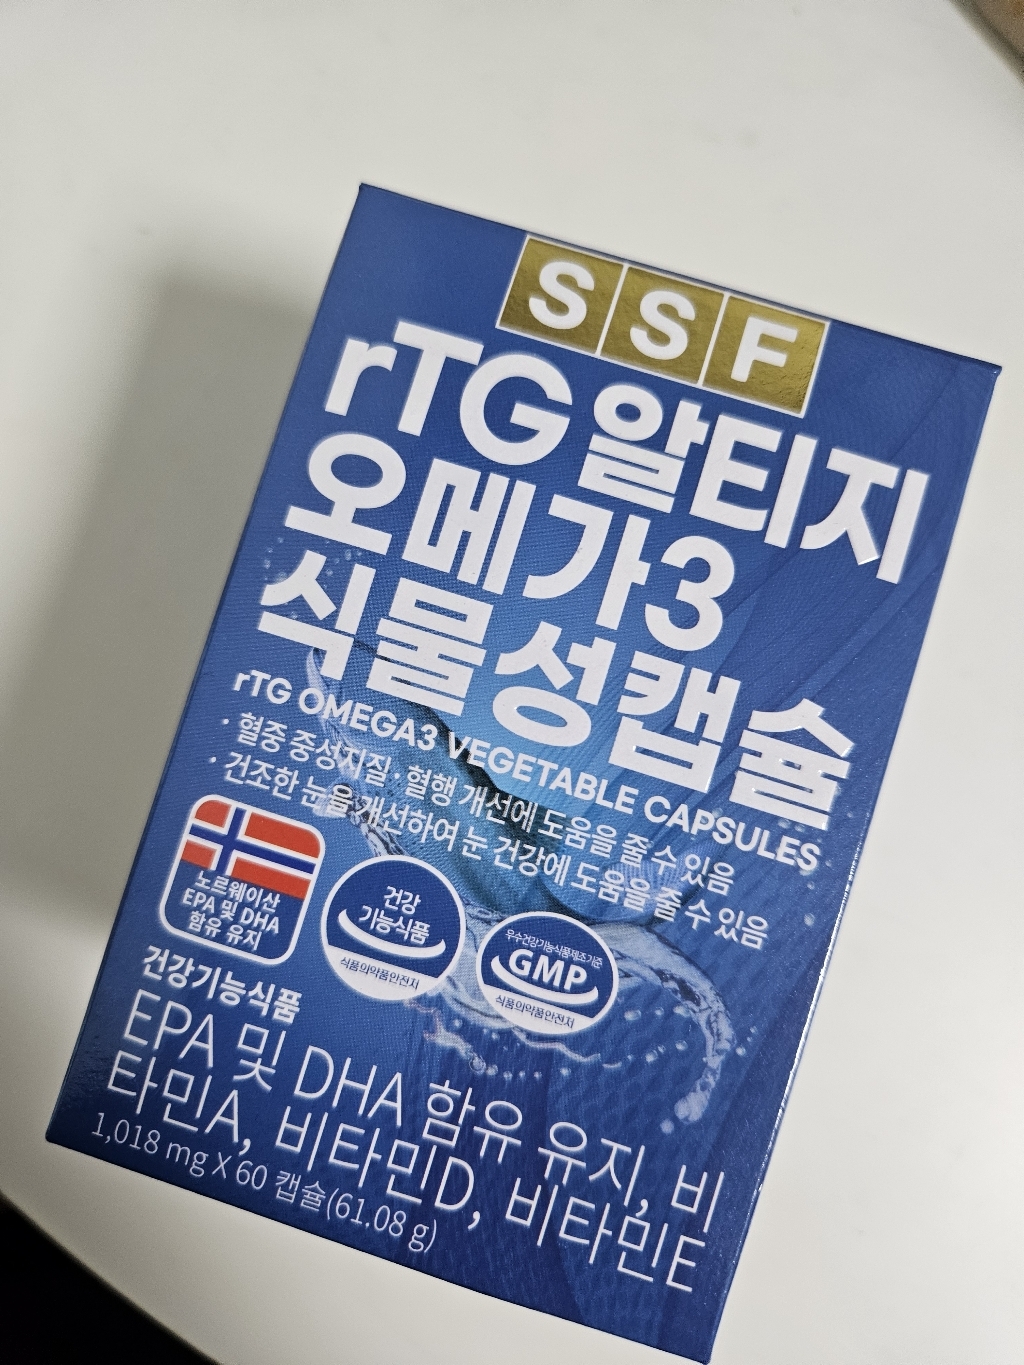 SSF
rTG 알티지
오메가3
식물성캡슐
rTG OMEGA3 VEGETABLE CAPSULES
· 혈중 중성지질 · 혈행 개선에 도움을 줄 수 있음
· 건조한 눈을 개선하여 눈 건강에 도움을 줄 수 있음
노르웨이산
EPA 및 DHA
함유 유지
건강
기능식품
식품의약품안전처
우수건강기능식품제조기준
GMP
식품의약품안전처
건강기능식품
EPA 및 DHA 함유 유지, 비
타민A, 비타민D, 비타민E
1,018 mg X 60 캡슐(61.08 g)